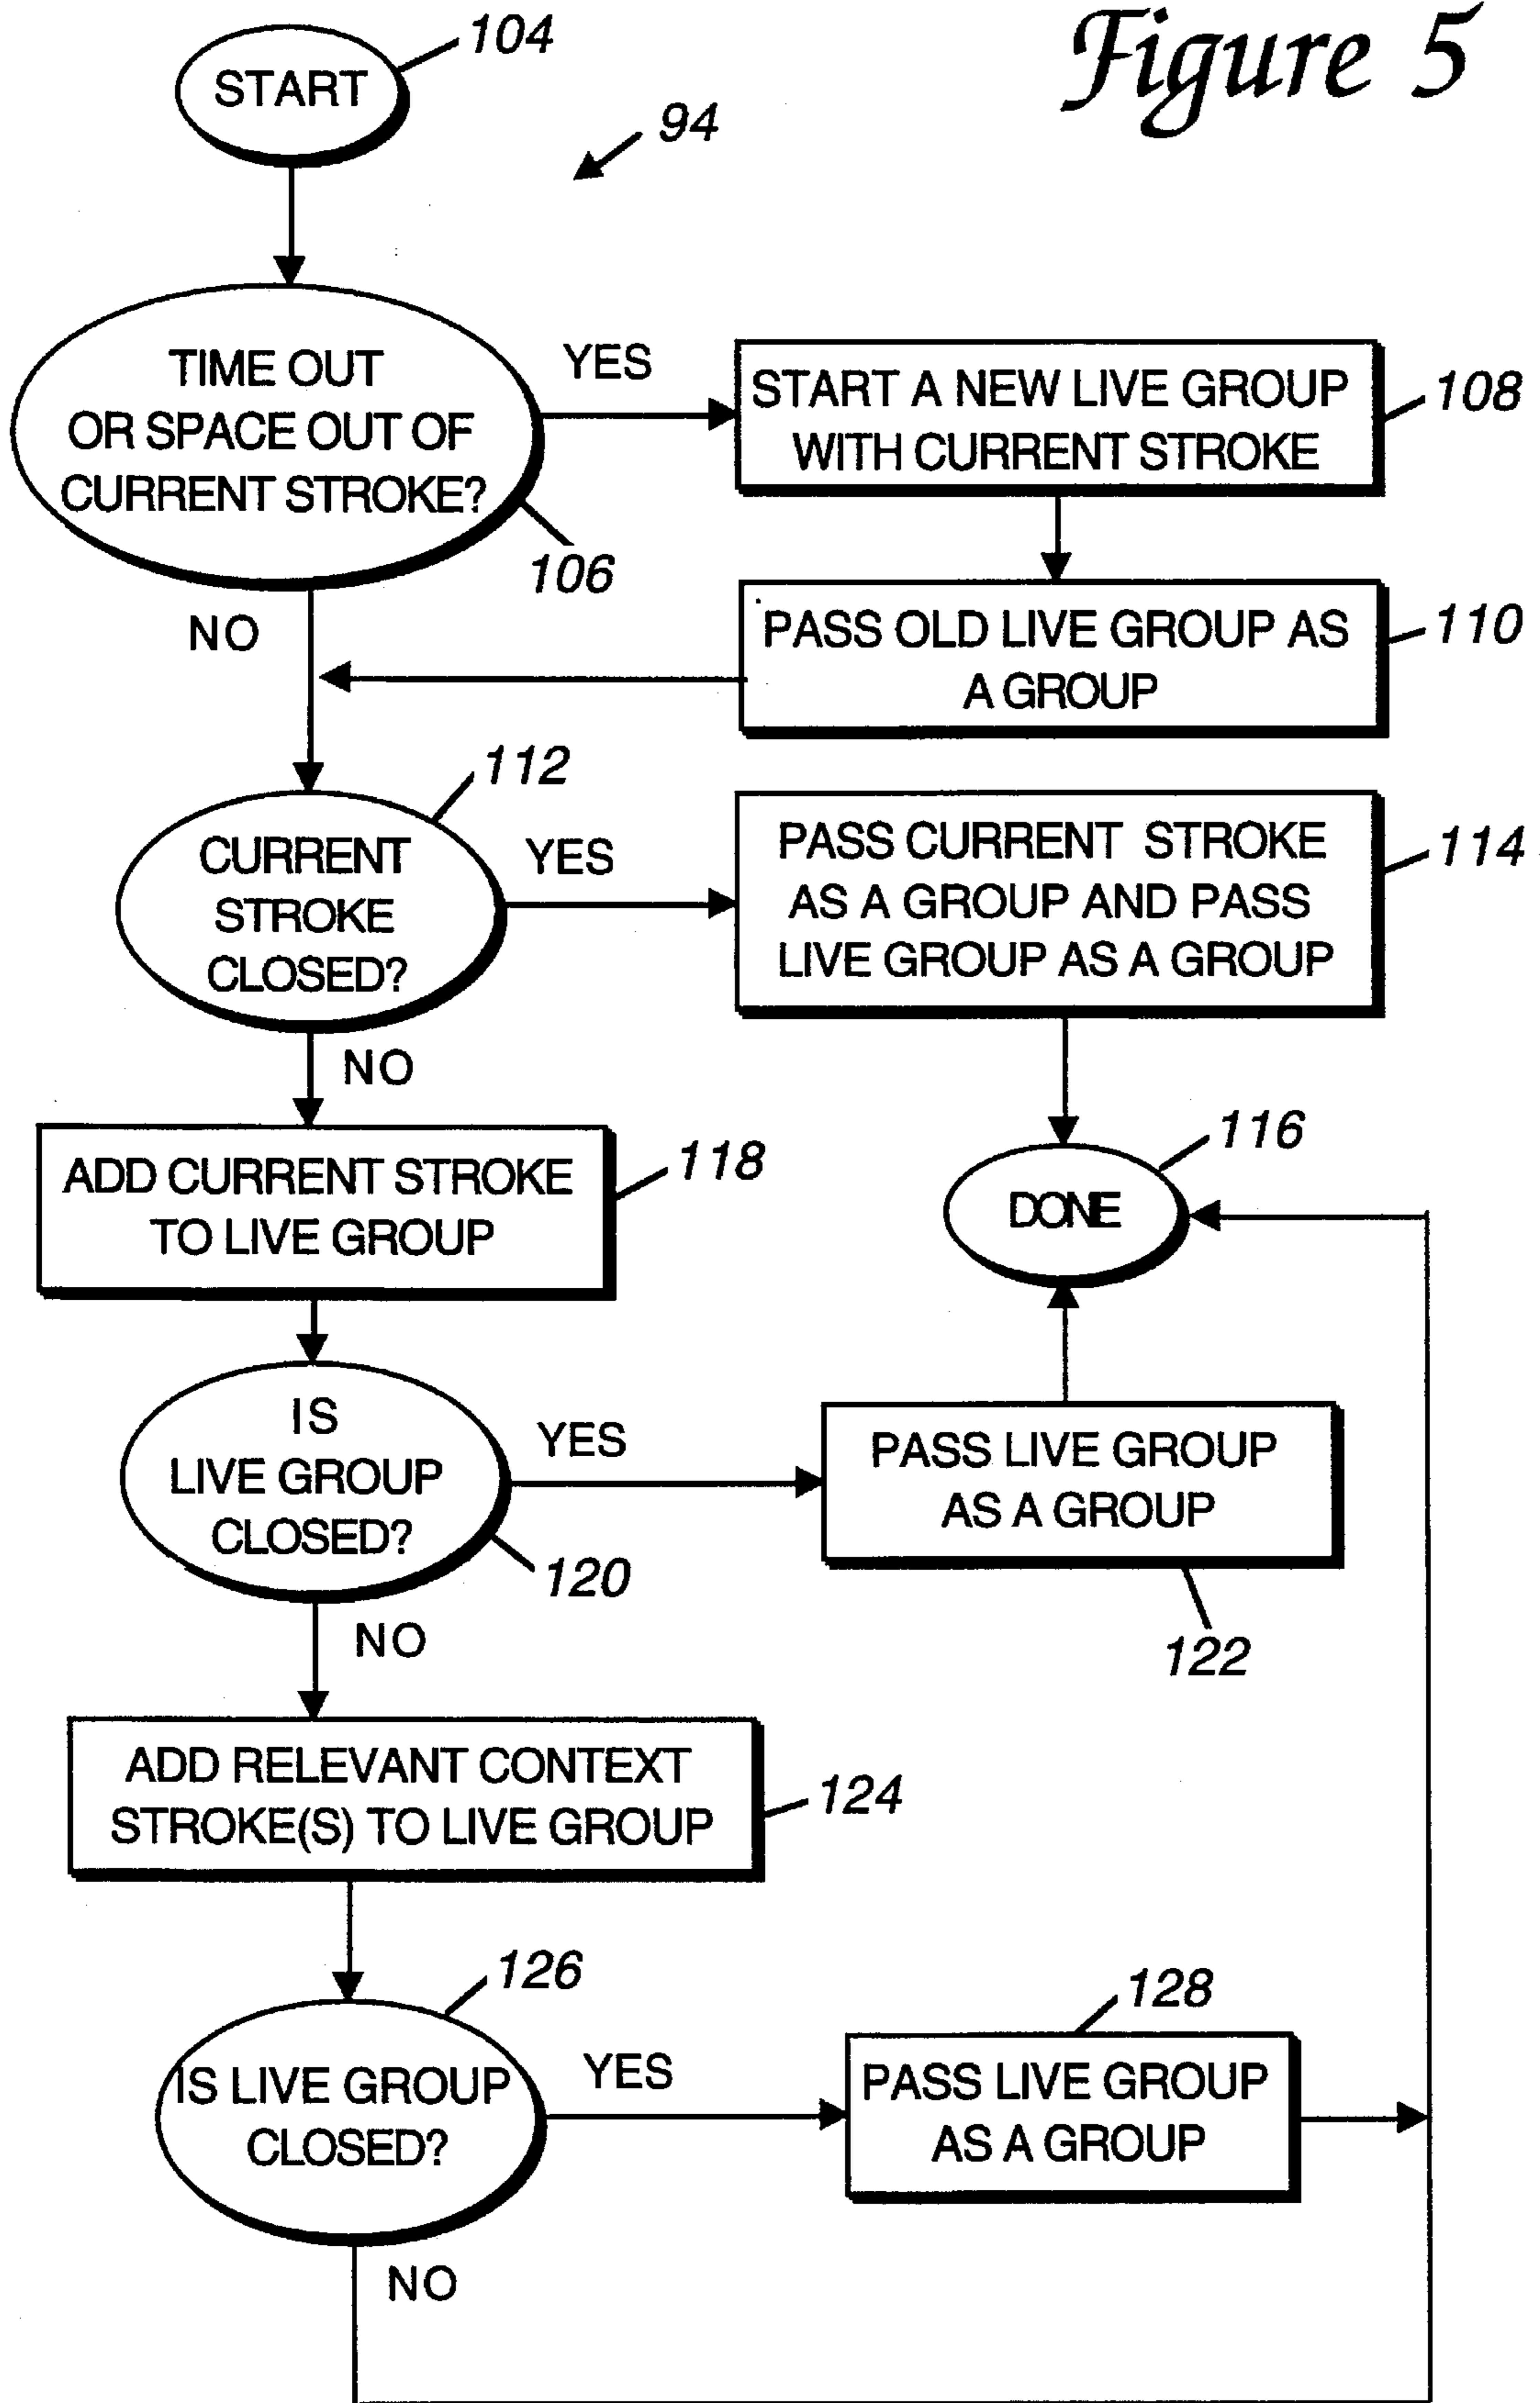 Figure 5
104
START
94
TIME OUT
OR SPACE OUT OF
CURRENT STROKE?
106
YES
START A NEW LIVE GROUP
WITH CURRENT STROKE
108
NO
PASS OLD LIVE GROUP AS
A GROUP
110
112
CURRENT
STROKE
CLOSED?
YES
PASS CURRENT STROKE
AS A GROUP AND PASS
LIVE GROUP AS A GROUP
114
NO
116
DONE
ADD CURRENT STROKE
TO LIVE GROUP
118
IS
LIVE GROUP
CLOSED?
120
YES
PASS LIVE GROUP
AS A GROUP
122
NO
ADD RELEVANT CONTEXT
STROKE(S) TO LIVE GROUP
124
126
IS LIVE GROUP
CLOSED?
YES
128
PASS LIVE GROUP
AS A GROUP
NO